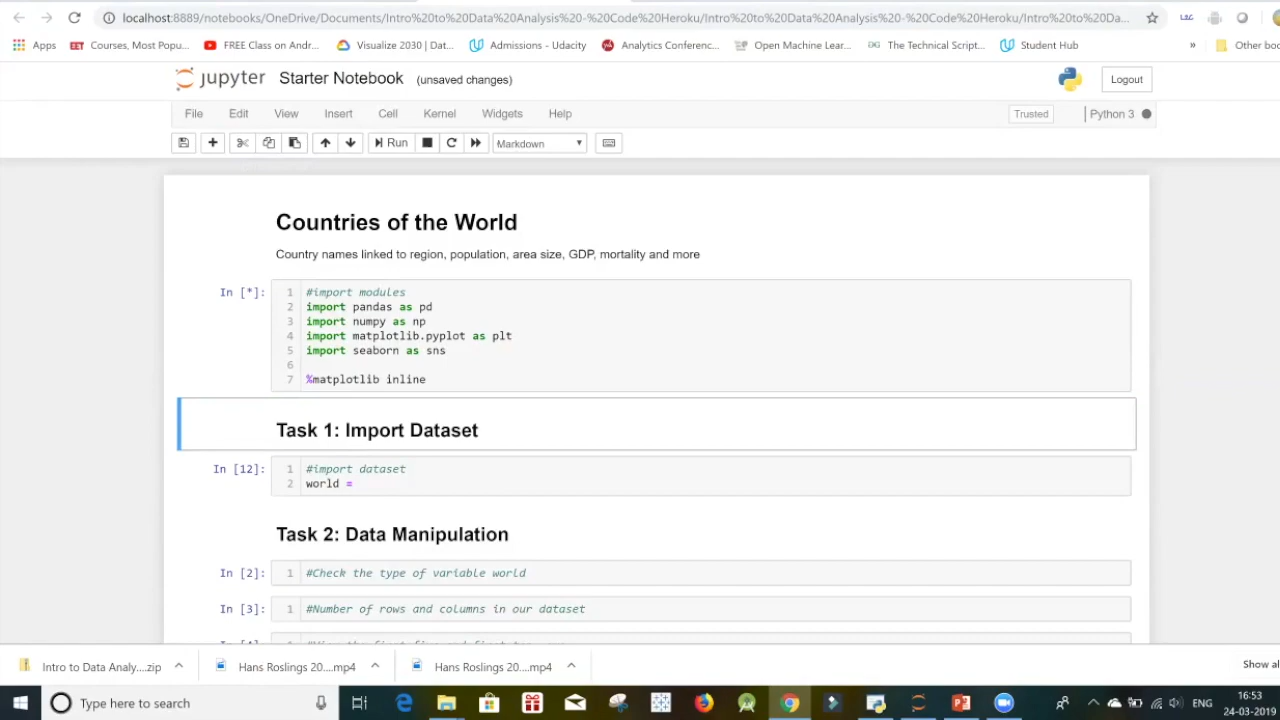 localhost:8889/notebooks/OneDrive/Documents/Intro%20to%20Data%20Analysis%20-%20Code%20Heroku/Intro%20to%20Data%20Analysis%20-%20Code%20Heroku/Intro%20to%20Da...
Apps Courses, Most Popu... FREE Class on Andr... Visualize 2030 | Dat... Admissions - Udacity Analytics Conferenc... Open Machine Lear... The Technical Script... Student Hub » Other boo
jupyter Starter Notebook (unsaved changes) Logout
File Edit View Insert Cell Kernel Widgets Help Trusted Python 3
Run Markdown
Countries of the World
Country names linked to region, population, area size, GDP, mortality and more
In [*]: 1 #import modules
2 import pandas as pd
3 import numpy as np
4 import matplotlib.pyplot as plt
5 import seaborn as sns
6
7 %matplotlib inline
Task 1: Import Dataset
In [12]: 1 #import dataset
2 world =
Task 2: Data Manipulation
In [2]: 1 #Check the type of variable world
In [3]: 1 #Number of rows and columns in our dataset
Intro to Data Analy....zip Hans Roslings 20....mp4 Hans Roslings 20....mp4 Show al
Type here to search ENG 16:53
24-03-2019